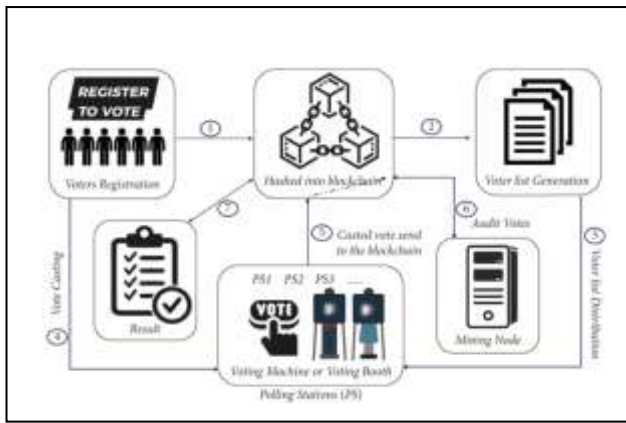 REGISTER
TO VOTE
Voters Registration
1
Hashed into blockchain
2
Voter list Generation
7
5
Casted vote send
to the blockchain
6
Audit Votes
3
Voter list Distribution
Vote Casting
4
Result
PS1 PS2 PS3 ......
VOTE
Voting Machine or Voting Booth
Mining Node
Polling Stations (PS)